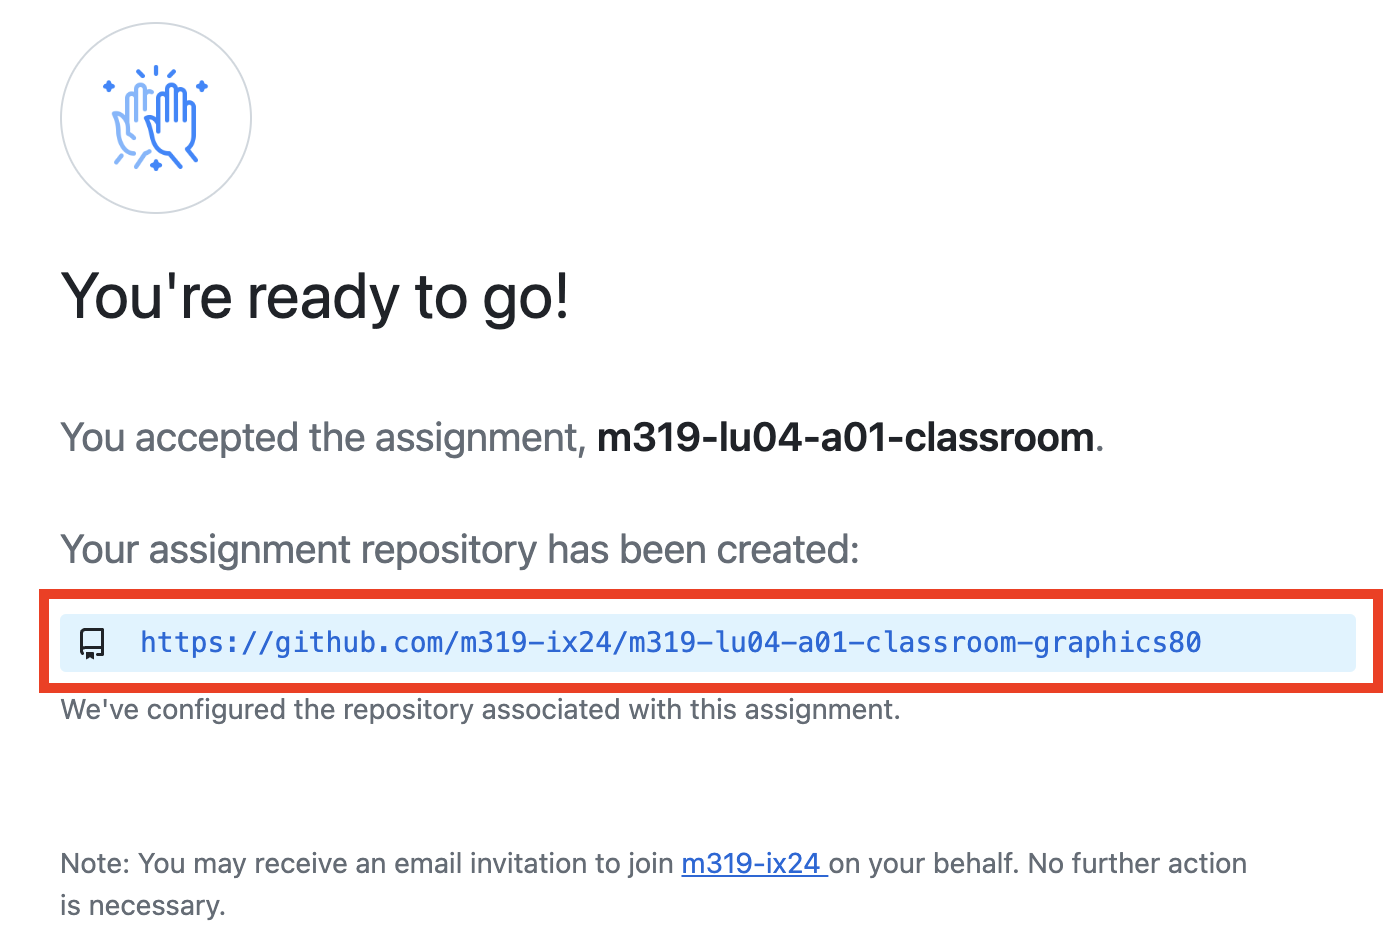 You're ready to go!
You accepted the assignment, m319-lu04-a01-classroom.
Your assignment repository has been created:
https://github.com/m319-ix24/m319-lu04-a01-classroom-graphics80
We've configured the repository associated with this assignment.
Note: You may receive an email invitation to join m319-ix24 on your behalf. No further action
is necessary.